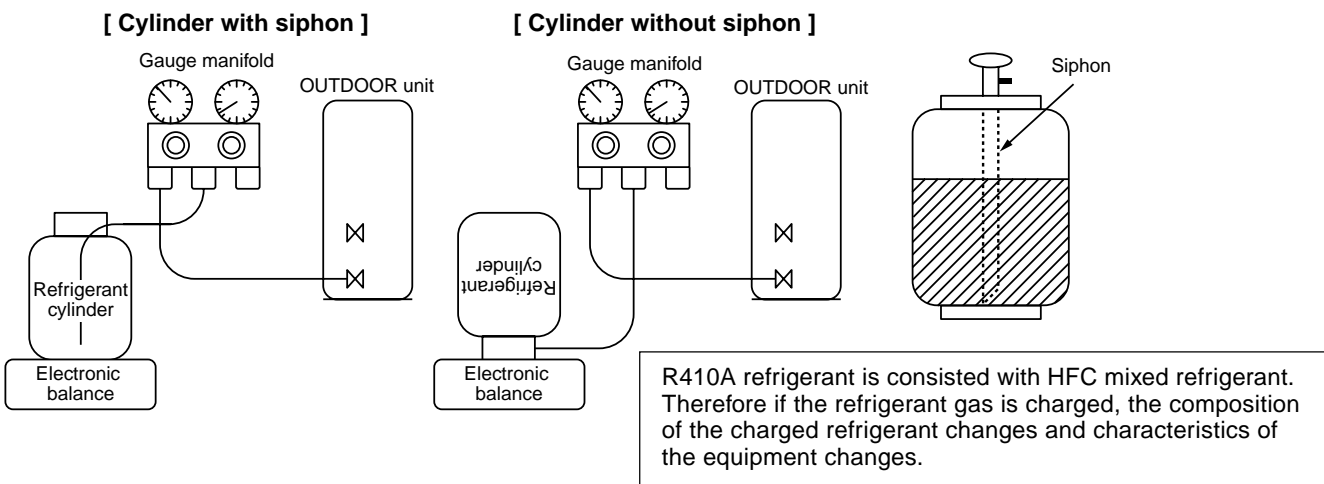 [ Cylinder with siphon ]
Gauge manifold
OUTDOOR unit
Refrigerant
cylinder
Electronic
balance
[ Cylinder without siphon ]
Gauge manifold
OUTDOOR unit
Refrigerant
cylinder
Electronic
balance
Siphon
R410A refrigerant is consisted with HFC mixed refrigerant.
Therefore if the refrigerant gas is charged, the composition
of the charged refrigerant changes and characteristics of
the equipment changes.